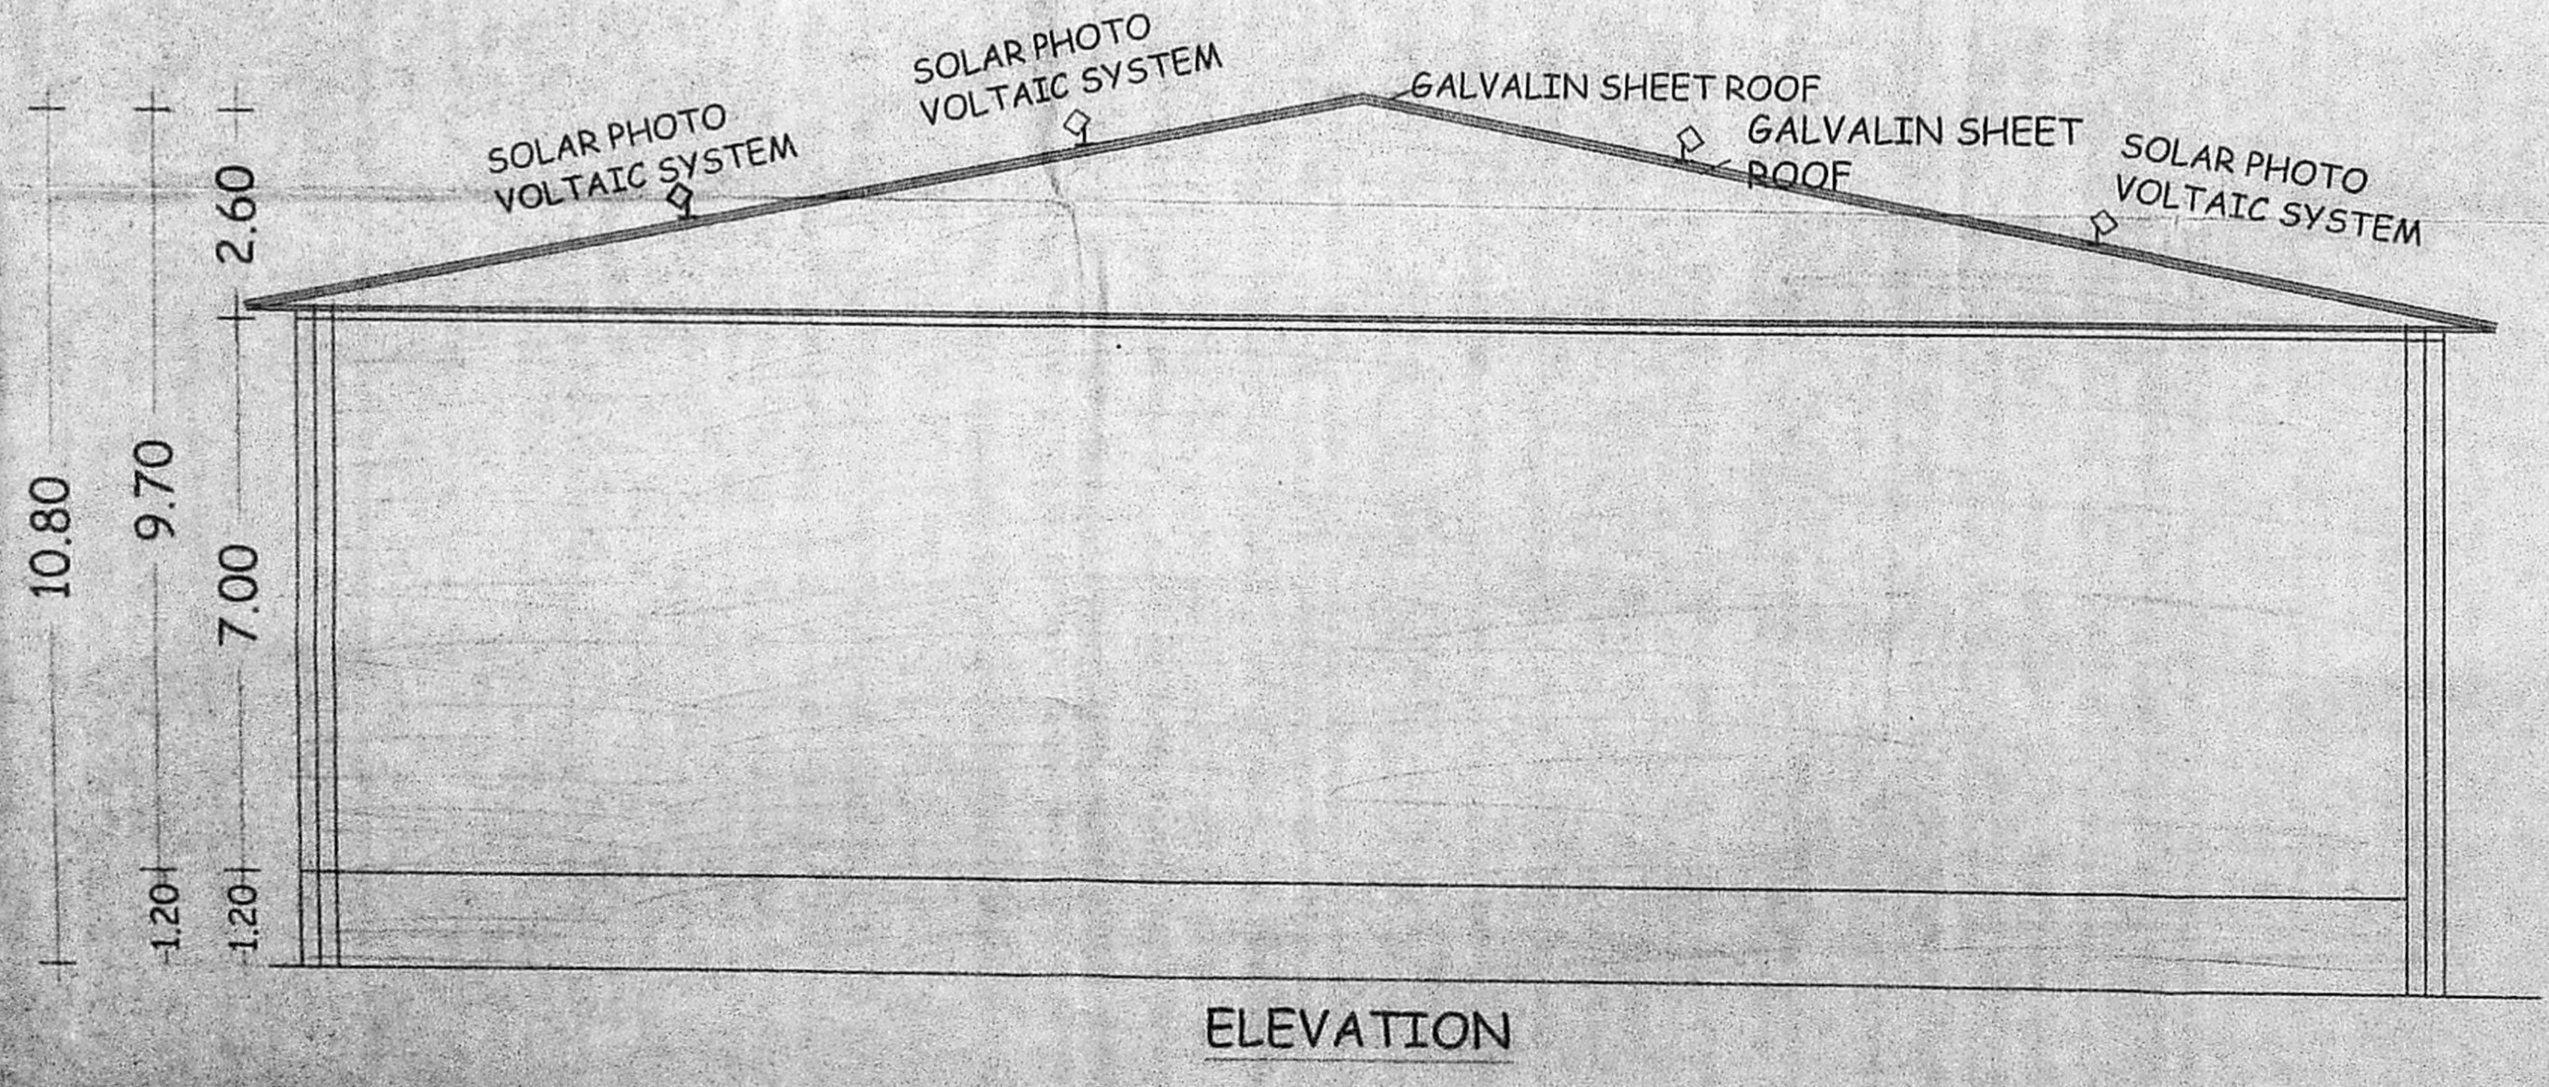 SOLAR PHOTO
VOLTAIC SYSTEM
SOLAR PHOTO
VOLTAIC SYSTEM
GALVALIN SHEET ROOF
GALVALIN SHEET
ROOF
SOLAR PHOTO
VOLTAIC SYSTEM
10.80
9.70
2.60
7.00
1.20
1.20
ELEVATION